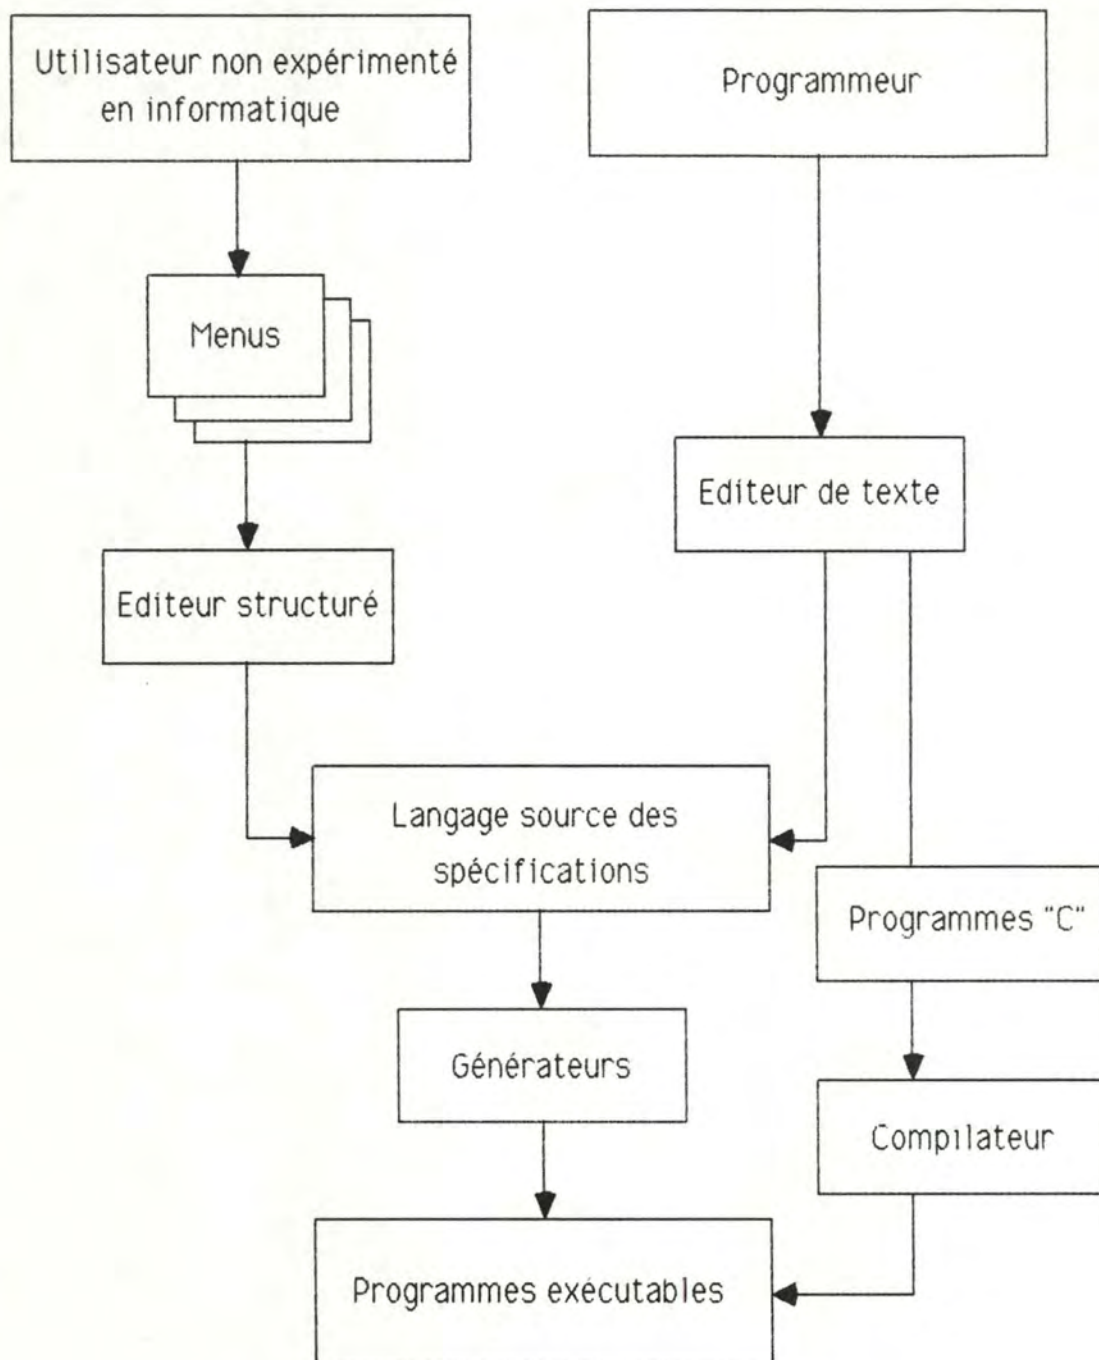 Utilisateur non expérimenté
en informatique
Programmeur
Menus
Editeur de texte
Editeur structuré
Langage source des
spécifications
Programmes "C"
Générateurs
Compilateur
Programmes exécutables